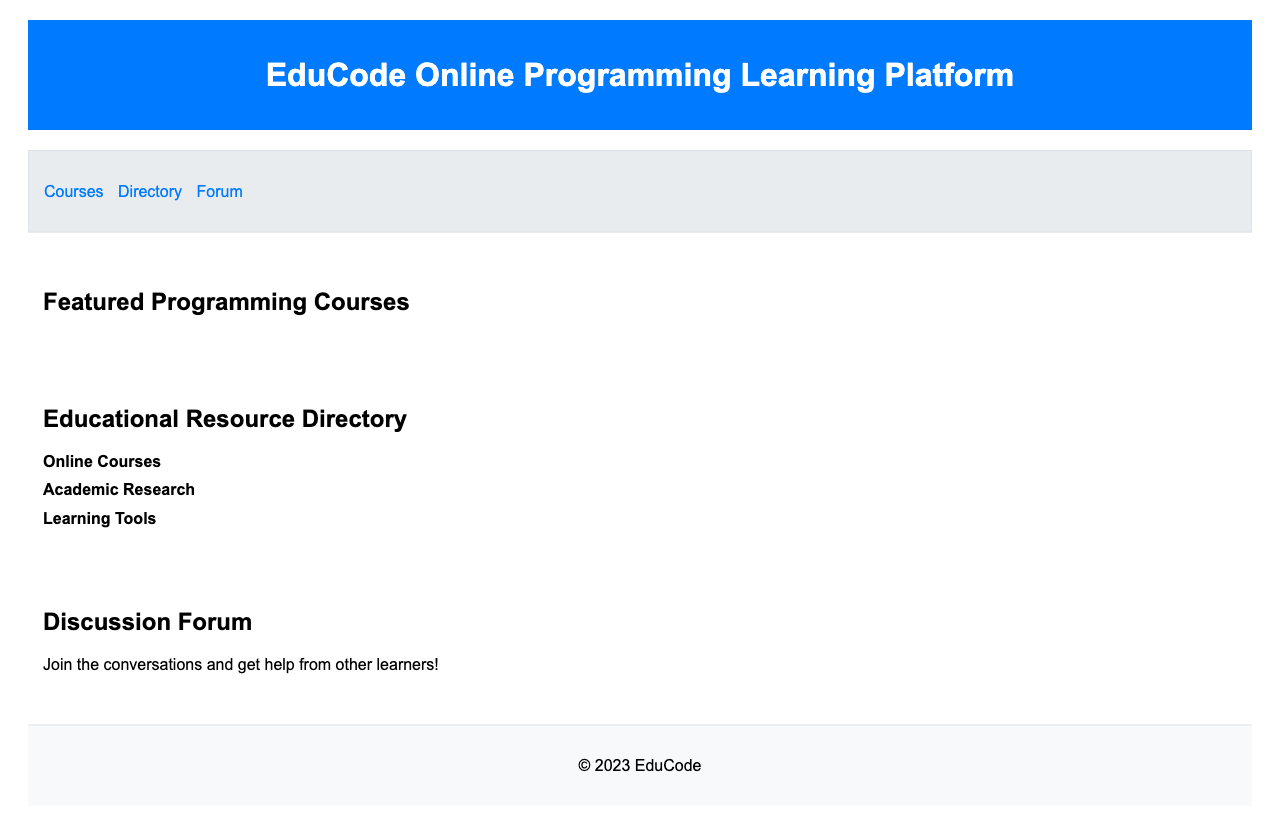 EduCode Online Programming Learning Platform
Courses Directory Forum
Featured Programming Courses
Educational Resource Directory
Online Courses
Academic Research
Learning Tools
Discussion Forum
Join the conversations and get help from other learners!
© 2023 EduCode